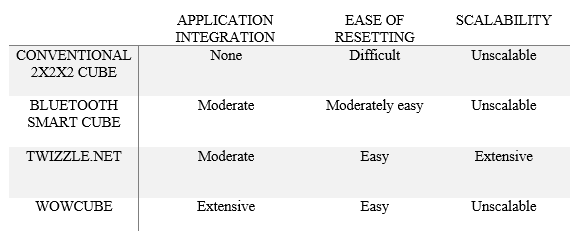 APPLICATION INTEGRATION EASE OF RESETTING SCALABILITY
CONVENTIONAL 2X2X2 CUBE None Difficult Unscalable
BLUETOOTH SMART CUBE Moderate Moderately easy Unscalable
TWIZZLE.NET Moderate Easy Extensive
WOWCUBE Extensive Easy Unscalable